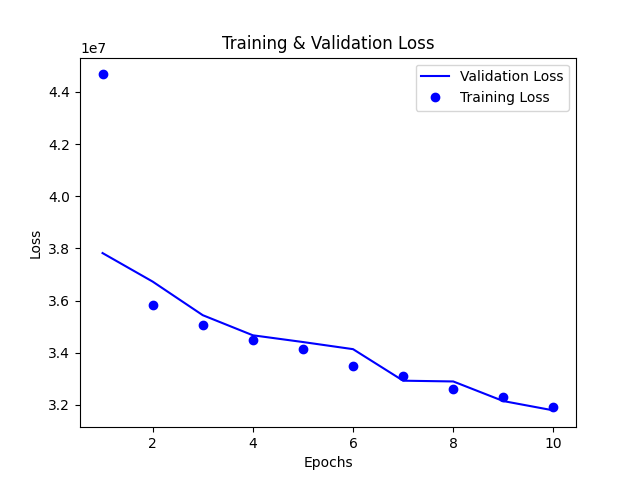 Training & Validation Loss
1e7
Validation Loss
Training Loss
4.4
4.2
4.0
3.8
3.6
3.4
3.2
Loss
2 4 6 8 10
Epochs